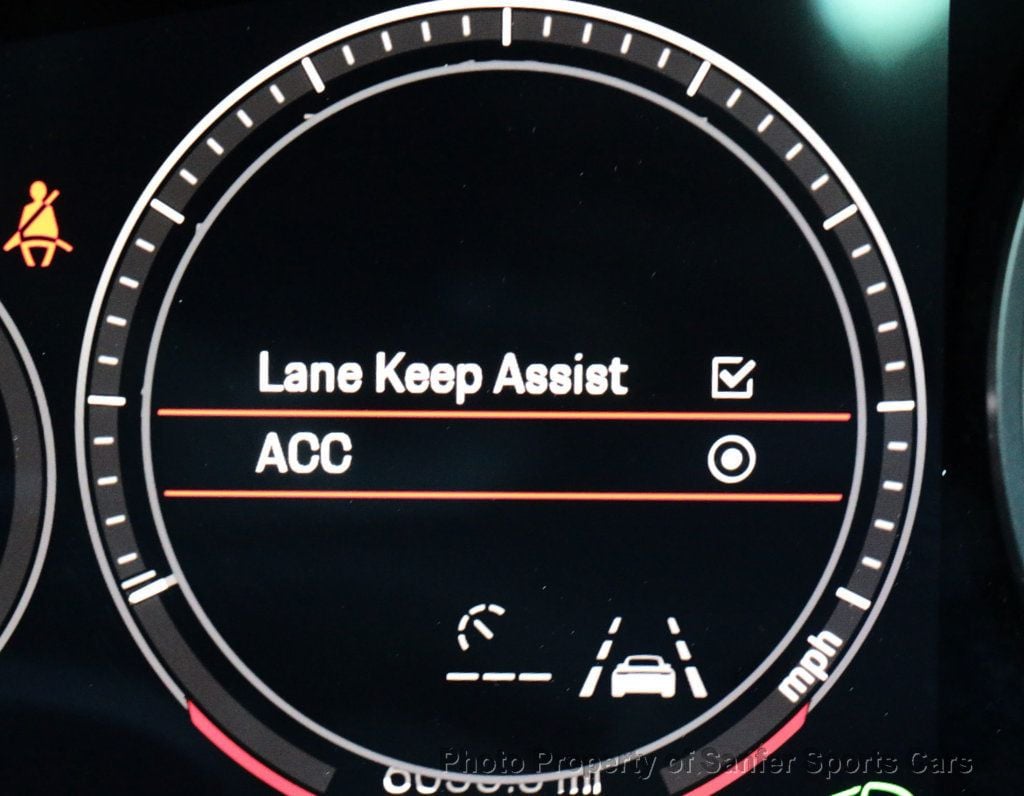 Lane Keep Assist
ACC
mph
Photo Property of Sanfer Sports Cars